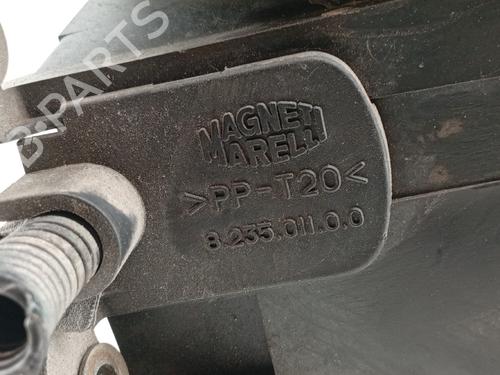 B-PARTS
MAGNETI
MARELLI
>PP-T20<
8.235.011.0.0